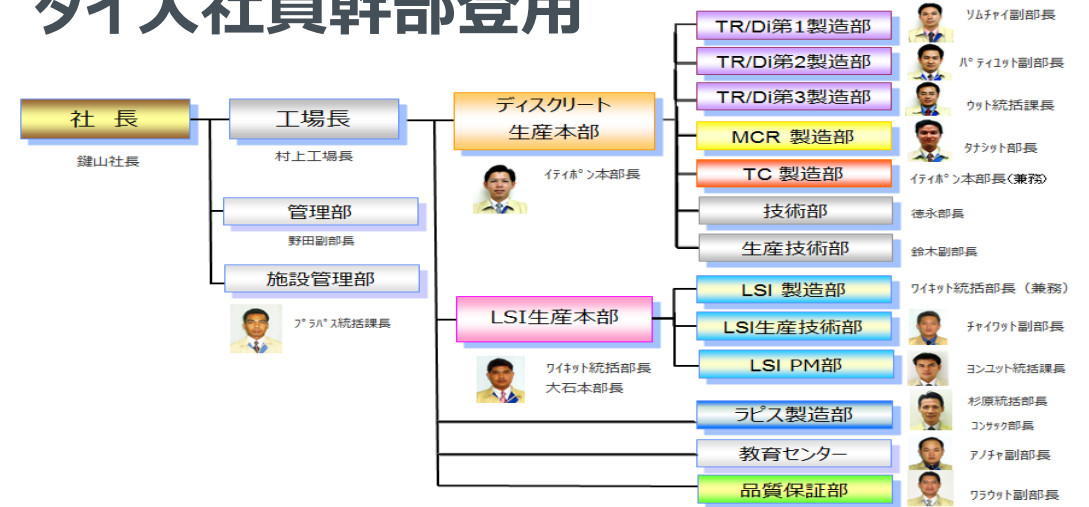 タイ人社員幹部登用
社 長
鍵山社長
工場長
村上工場長
管理部
野田副部長
施設管理部
ﾌﾟﾗﾊﾟｽ統括課長
ディスクリート
生産本部
ｲﾃｨﾎﾟﾝ本部長
LSI生産本部
ﾜｲｷｯﾄ統括部長
大石本部長
TR/Di第1製造部
ｿﾑﾁｬｲ副部長
TR/Di第2製造部
ﾊﾟﾃｨﾕｯﾄ副部長
TR/Di第3製造部
ｳｯﾄ統括課長
MCR 製造部
ﾀﾅｼｯﾄ部長
TC 製造部
ｲﾃｨﾎﾟﾝ本部長(兼務)
技術部
徳永部長
生産技術部
鈴木副部長
LSI 製造部
ﾜｲｷｯﾄ統括部長（兼務）
LSI生産技術部
ﾁｬｲﾜｯﾄ副部長
LSI PM部
ﾖﾝﾕｯﾄ統括課長
ラピス製造部
杉原統括部長
ｺﾝｻｯｸ部長
教育センター
ｱﾉﾁｬ副部長
品質保証部
ﾜﾗｳｯﾄ副部長